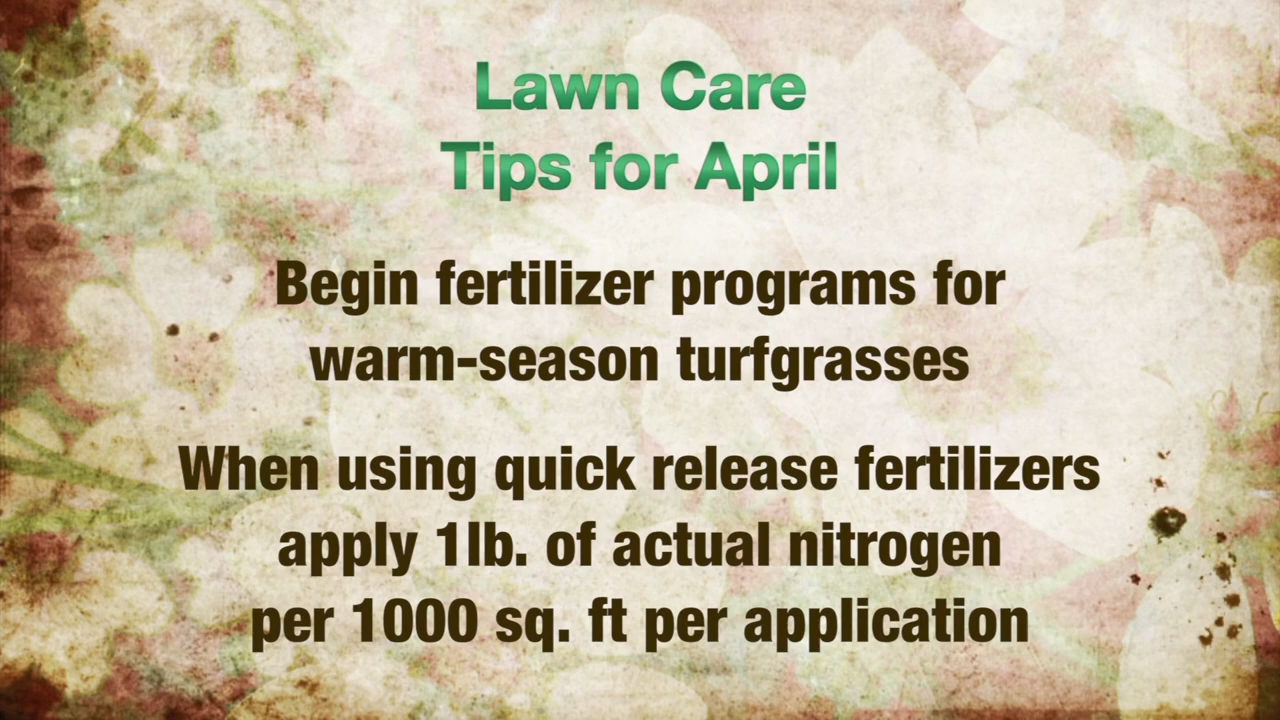 Lawn Care
Tips for April
Begin fertilizer programs for
warm-season turfgrasses
When using quick release fertilizers
apply 1lb. of actual nitrogen
per 1000 sq. ft per application